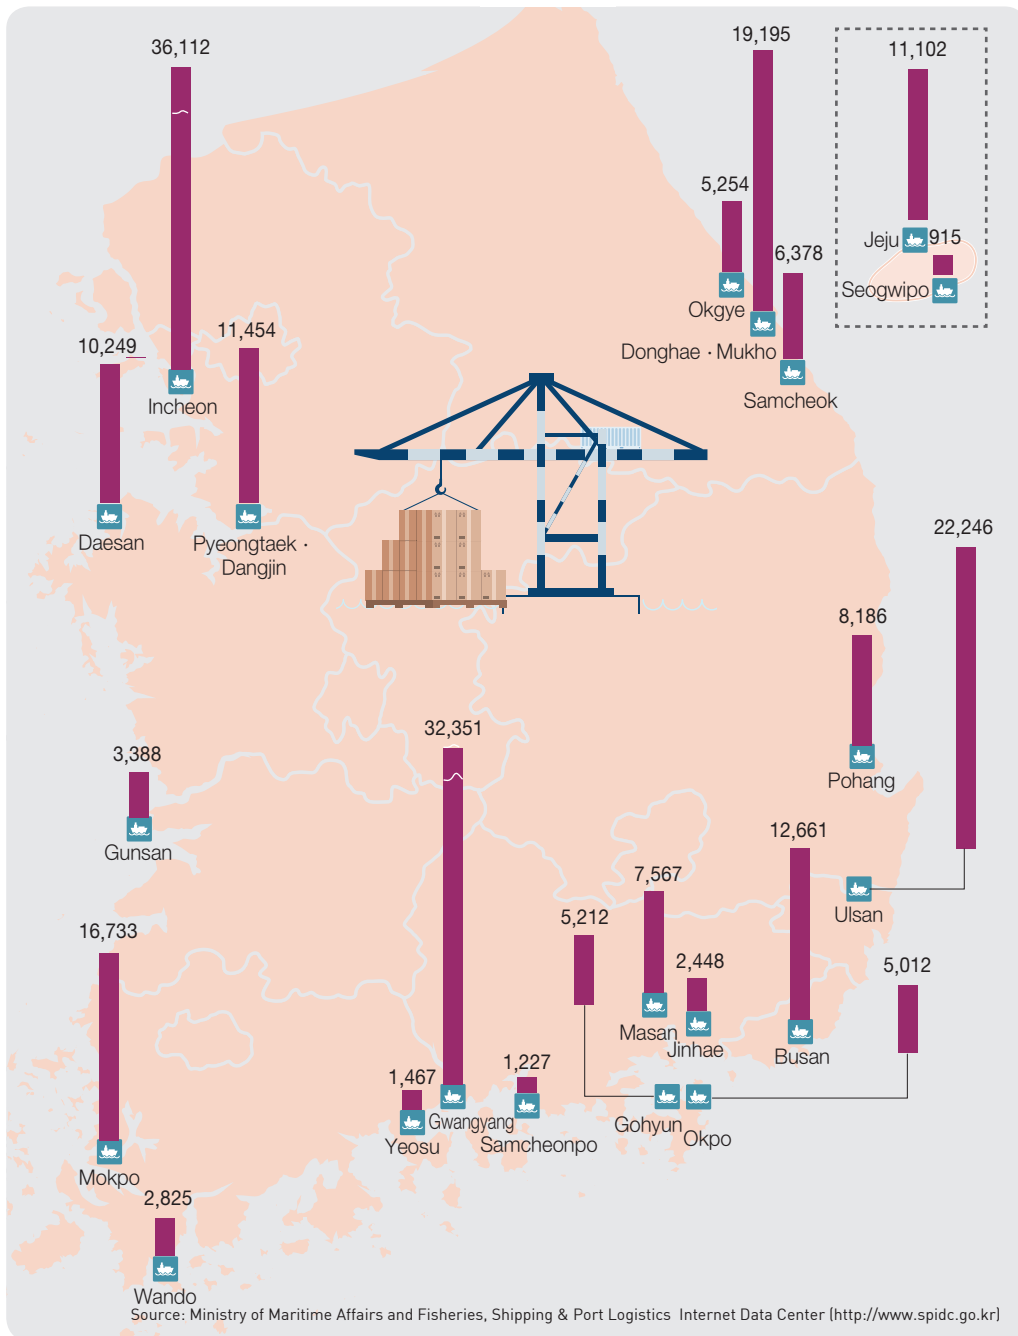 36,112
Incheon
10,249
Daesan
11,454
Pyeongtaek ·
Dangjin
5,254
Okgye
19,195
Donghae · Mukho
6,378
Samcheok
11,102
Jeju
915
Seogwipo
22,246
Ulsan
8,186
Pohang
3,388
Gunsan
32,351
Gwangyang
12,661
Busan
7,567
Masan
2,448
Jinhae
5,212
Gohyun
5,012
Okpo
16,733
Mokpo
1,467
Yeosu
1,227
Samcheonpo
2,825
Wando
Source: Ministry of Maritime Affairs and Fisheries, Shipping & Port Logistics Internet Data Center (http://www.spidc.go.kr)